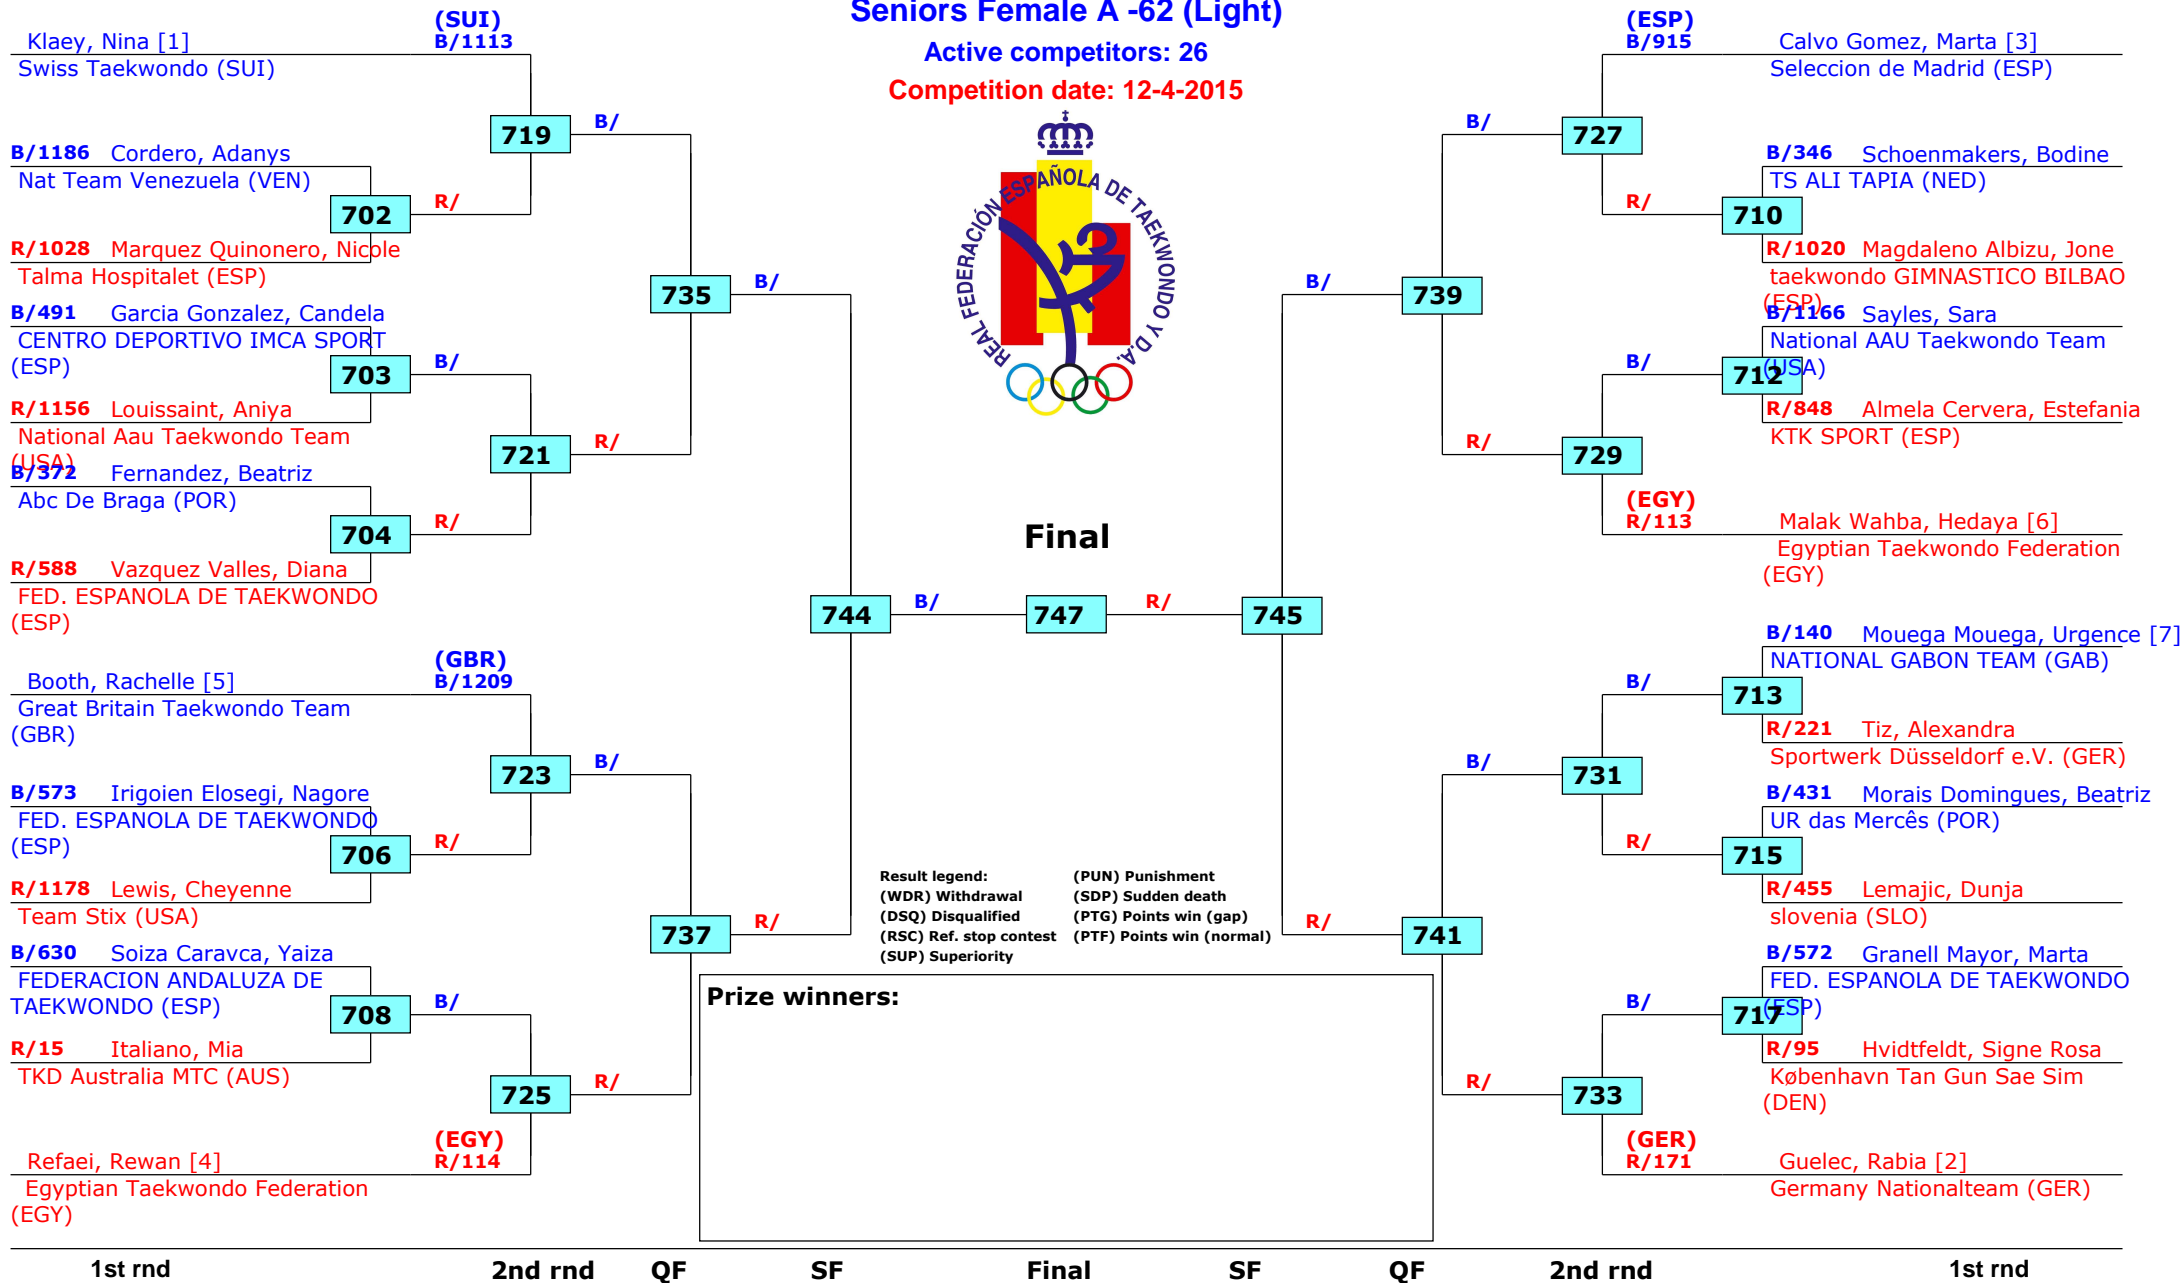 Seniors Female A -62 (Light)
Active competitors: 26
Competition date: 12-4-2015
REAL FEDERACIÓN ESPAÑOLA DE TAEKWONDO Y D.A.
(SUI)
Klaey, Nina [1] B/1113
Swiss Taekwondo (SUI)
719
B/
B/1186 Cordero, Adanys
Nat Team Venezuela (VEN)
702
R/
R/1028 Marquez Quinonero, Nicole
Talma Hospitalet (ESP)
735
B/
B/491 Garcia Gonzalez, Candela
CENTRO DEPORTIVO IMCA SPORT
(ESP)
703
B/
R/1156 Louissaint, Aniya
National Aau Taekwondo Team
(USA)
721
R/
B/372 Fernandez, Beatriz
Abc De Braga (POR)
704
R/
R/588 Vazquez Valles, Diana
FED. ESPANOLA DE TAEKWONDO
(ESP)
744
B/
(GBR)
Booth, Rachelle [5] B/1209
Great Britain Taekwondo Team
(GBR)
723
B/
B/573 Irigoien Elosegi, Nagore
FED. ESPANOLA DE TAEKWONDO
(ESP)
706
R/
R/1178 Lewis, Cheyenne
Team Stix (USA)
737
R/
B/630 Soiza Caravca, Yaiza
FEDERACION ANDALUZA DE
TAEKWONDO (ESP)
708
B/
R/15 Italiano, Mia
TKD Australia MTC (AUS)
725
R/
(EGY)
Refaei, Rewan [4] R/114
Egyptian Taekwondo Federation
(EGY)
Final
747
R/
745
(ESP)
B/915 Calvo Gomez, Marta [3]
Seleccion de Madrid (ESP)
B/
727
B/346 Schoenmakers, Bodine
TS ALI TAPIA (NED)
R/
710
R/1020 Magdaleno Albizu, Jone
taekwondo GIMNASTICO BILBAO
(ESP)
B/
739
B/1166 Sayles, Sara
National AAU Taekwondo Team
(USA)
B/
712
R/848 Almela Cervera, Estefania
KTK SPORT (ESP)
R/
729
(EGY)
R/113 Malak Wahba, Hedaya [6]
Egyptian Taekwondo Federation
(EGY)
B/140 Mouega Mouega, Urgence [7]
NATIONAL GABON TEAM (GAB)
B/
713
R/221 Tiz, Alexandra
Sportwerk Düsseldorf e.V. (GER)
B/
731
B/431 Morais Domingues, Beatriz
UR das Mercês (POR)
R/
715
R/455 Lemajic, Dunja
slovenia (SLO)
R/
741
B/572 Granell Mayor, Marta
FED. ESPANOLA DE TAEKWONDO
(ESP)
B/
717
R/95 Hvidtfeldt, Signe Rosa
København Tan Gun Sae Sim
(DEN)
R/
733
(GER)
R/171 Guelec, Rabia [2]
Germany Nationalteam (GER)
Result legend: (PUN) Punishment
(WDR) Withdrawal (SDP) Sudden death
(DSQ) Disqualified (PTG) Points win (gap)
(RSC) Ref. stop contest (PTF) Points win (normal)
(SUP) Superiority
Prize winners:
1st rnd 2nd rnd QF SF Final SF QF 2nd rnd 1st rnd